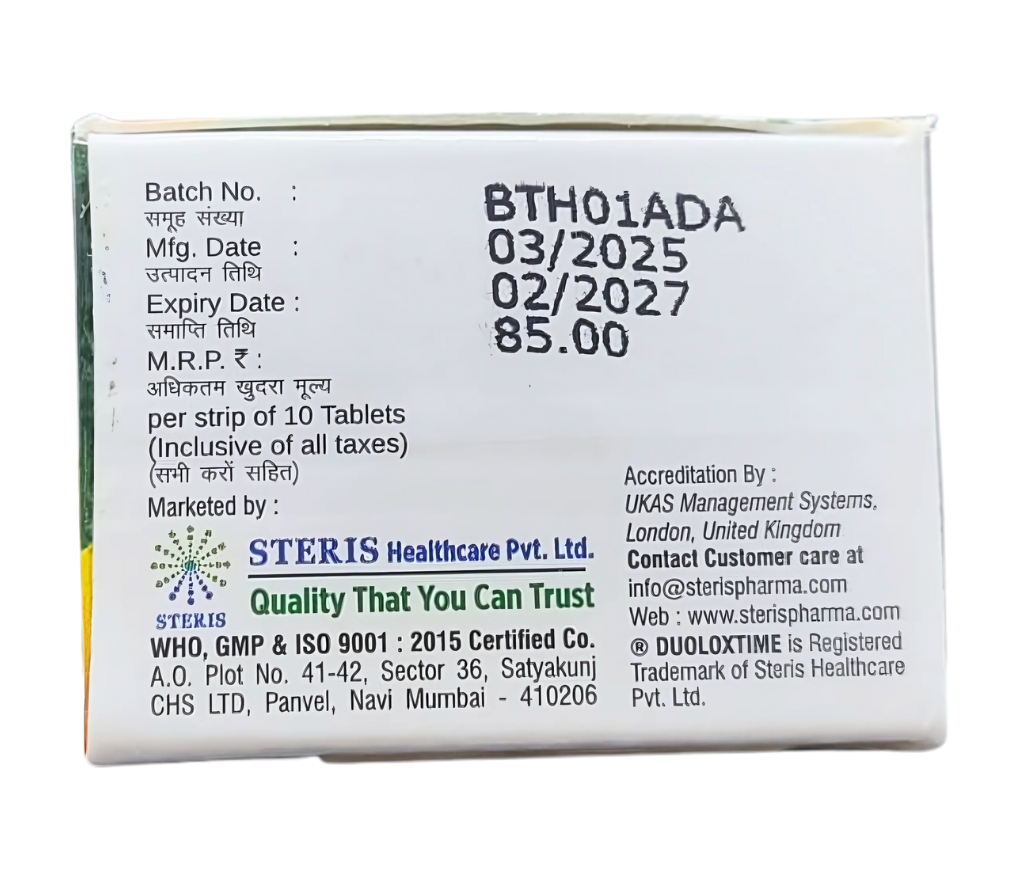 Batch No. : BTH01ADA
समूह संख्या
Mfg. Date : 03/2025
उत्पादन तिथि
Expiry Date : 02/2027
समाप्ति तिथि
M.R.P. ₹ : 85.00
अधिकतम खुदरा मूल्य
per strip of 10 Tablets
(Inclusive of all taxes)
(सभी करों सहित)
Marketed by :
STERIS Healthcare Pvt. Ltd.
Quality That You Can Trust
STERIS
WHO, GMP & ISO 9001 : 2015 Certified Co.
A.O. Plot No. 41-42, Sector 36, Satyakunj
CHS LTD, Panvel, Navi Mumbai - 410206
Accreditation By :
UKAS Management Systems,
London, United Kingdom
Contact Customer care at
info@sterispharma.com
Web : www.sterispharma.com
® DUOLOXTIME is Registered
Trademark of Steris Healthcare
Pvt. Ltd.